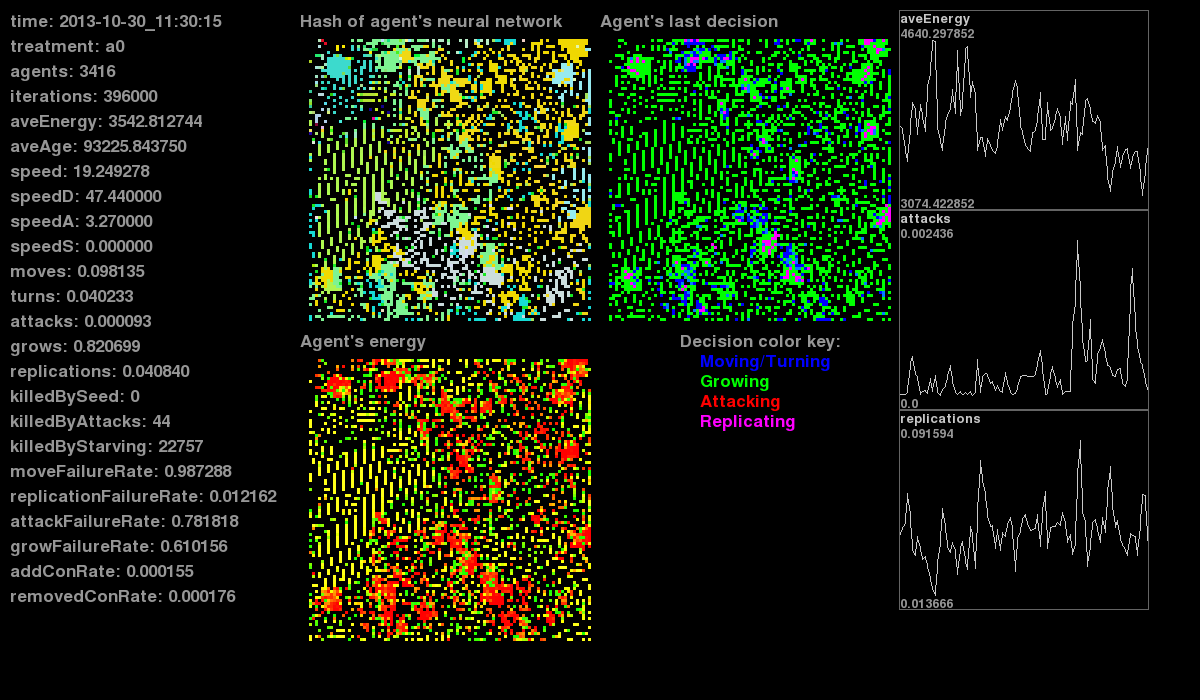 time: 2013-10-30_11:30:15
treatment: a0
agents: 3416
iterations: 396000
aveEnergy: 3542.812744
aveAge: 93225.843750
speed: 19.249278
speedD: 47.440000
speedA: 3.270000
speedS: 0.000000
moves: 0.098135
turns: 0.040233
attacks: 0.000093
grows: 0.820699
replications: 0.040840
killedBySeed: 0
killedByAttacks: 44
killedByStarving: 22757
moveFailureRate: 0.987288
replicationFailureRate: 0.012162
attackFailureRate: 0.781818
growFailureRate: 0.610156
addConRate: 0.000155
removedConRate: 0.000176
Hash of agent's neural network
Agent's last decision
Agent's energy
Decision color key:
Moving/Turning
Growing
Attacking
Replicating
aveEnergy
4640.297852
3074.422852
attacks
0.002436
0.0
replications
0.091594
0.013666